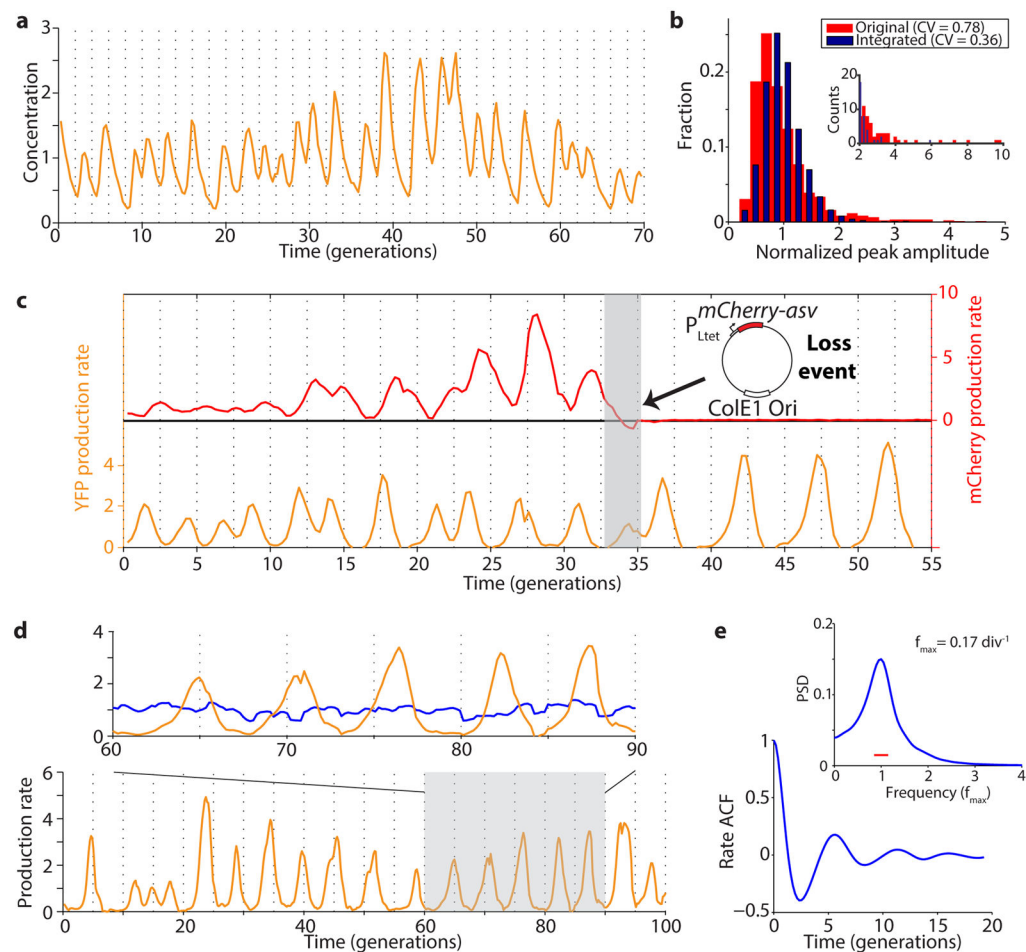 a
3
2
1
0
Concentration
0 10 20 30 40 50 60 70
Time (generations)
b
Original (CV = 0.78)
Integrated (CV = 0.36)
0.2
0.1
0
Fraction
0 1 2 3 4 5
Normalized peak amplitude
20
10
0
Counts
2 4 6 8 10
c
10
5
0
mCherry production rate
4
2
0
YFP production rate
mCherry-asv
PLtet
Loss
event
ColE1 Ori
0 5 10 15 20 25 30 35 40 45 50 55
Time (generations)
d
4
2
0
60 70 80 90
6
4
2
0
Production rate
0 20 40 60 80 100
Time (generations)
e
0.2
0.1
0
PSD
fmax= 0.17 div-1
0 1 2 3 4
Frequency (fmax)
1
0.5
0
−0.5
Rate ACF
0 5 10 15 20
Time (generations)